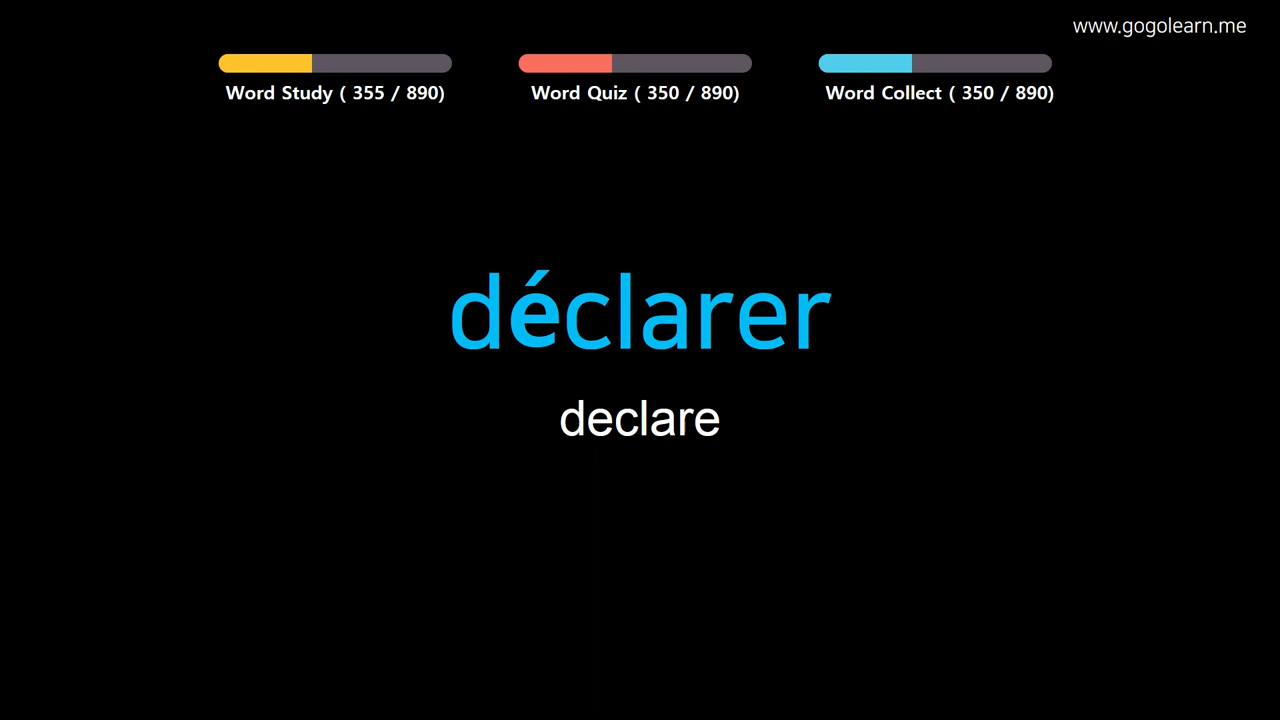 www.gogolearn.me
Word Study ( 355 / 890)
Word Quiz ( 350 / 890)
Word Collect ( 350 / 890)
déclarer
declare